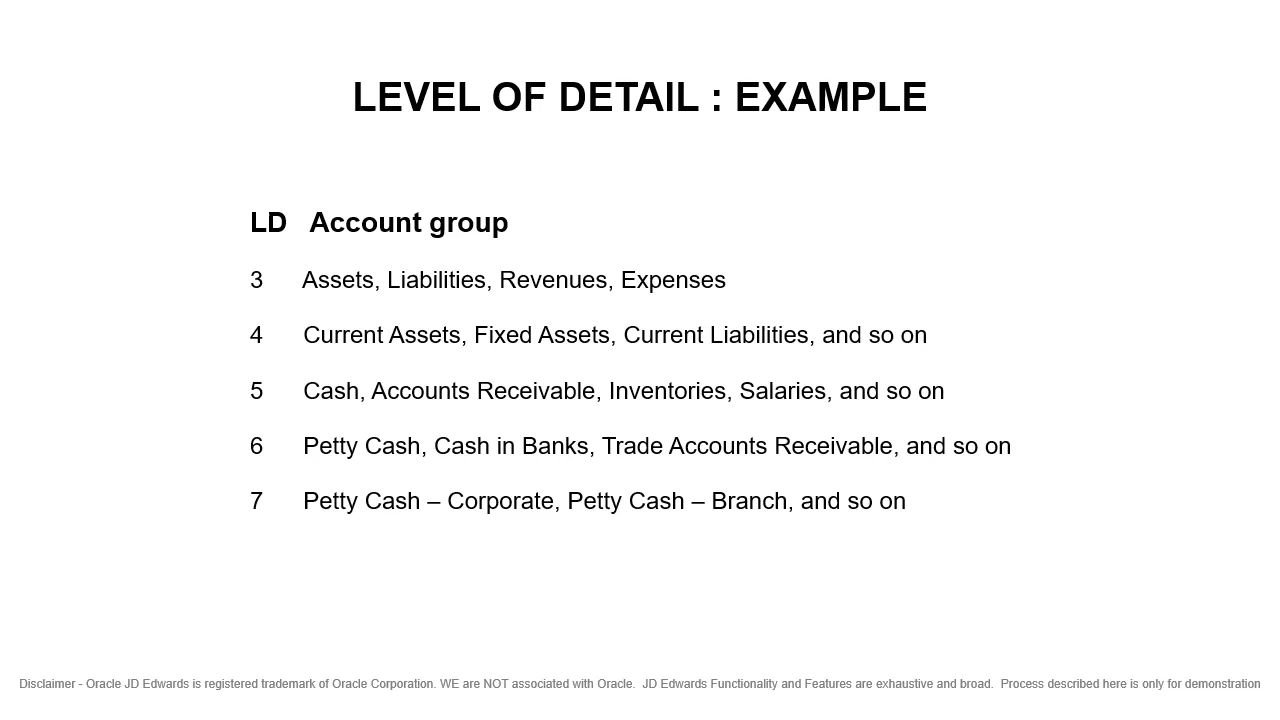 LEVEL OF DETAIL : EXAMPLE
LD Account group
3 Assets, Liabilities, Revenues, Expenses
4 Current Assets, Fixed Assets, Current Liabilities, and so on
5 Cash, Accounts Receivable, Inventories, Salaries, and so on
6 Petty Cash, Cash in Banks, Trade Accounts Receivable, and so on
7 Petty Cash – Corporate, Petty Cash – Branch, and so on
Disclaimer - Oracle JD Edwards is registered trademark of Oracle Corporation. WE are NOT associated with Oracle. JD Edwards Functionality and Features are exhaustive and broad. Process described here is only for demonstration